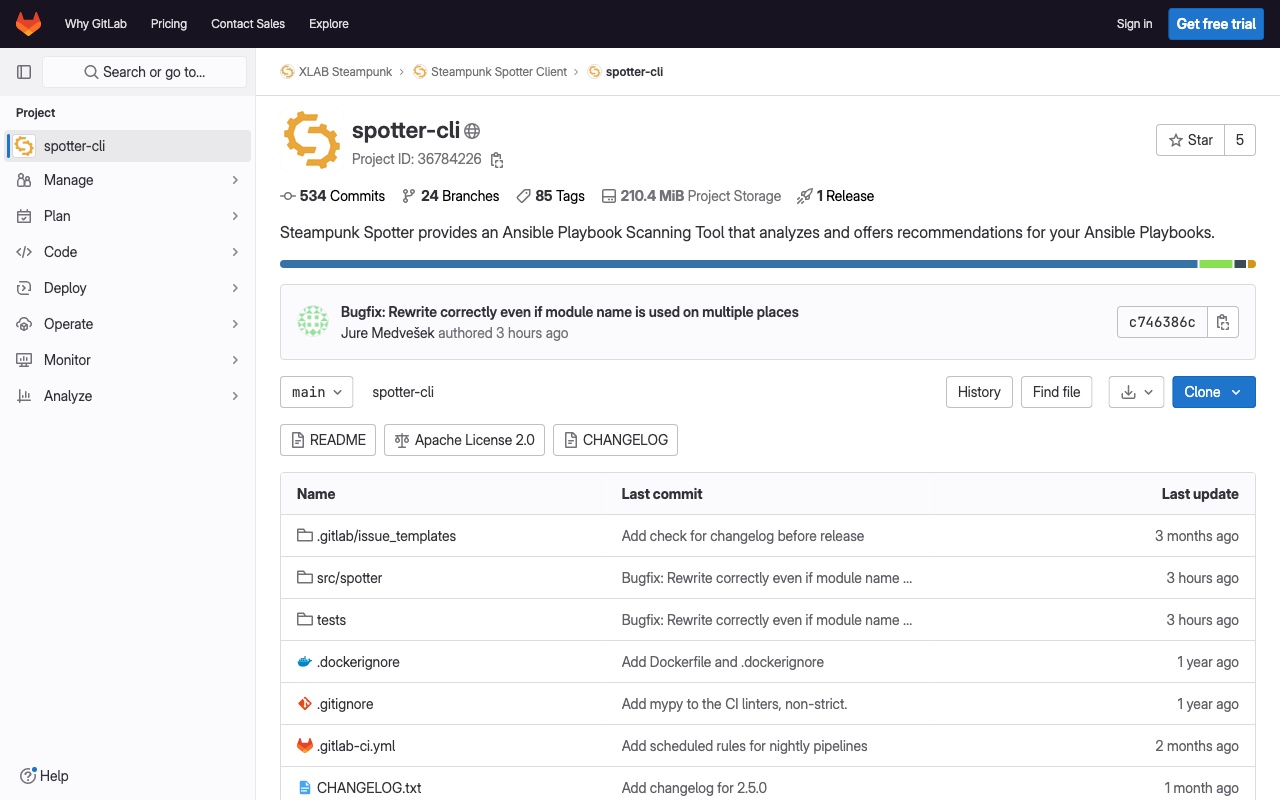 Why GitLab Pricing Contact Sales Explore Sign in Get free trial
Search or go to...
XLAB Steampunk › Steampunk Spotter Client › spotter-cli
Project
spotter-cli
Manage
Plan
Code
Deploy
Operate
Monitor
Analyze
Help
spotter-cli
Project ID: 36784226
Star 5
534 Commits 24 Branches 85 Tags 210.4 MiB Project Storage 1 Release
Steampunk Spotter provides an Ansible Playbook Scanning Tool that analyzes and offers recommendations for your Ansible Playbooks.
Bugfix: Rewrite correctly even if module name is used on multiple places
Jure Medvešek authored 3 hours ago
c746386c
main spotter-cli History Find file Clone
README Apache License 2.0 CHANGELOG
Name Last commit Last update
.gitlab/issue_templates Add check for changelog before release 3 months ago
src/spotter Bugfix: Rewrite correctly even if module name ... 3 hours ago
tests Bugfix: Rewrite correctly even if module name ... 3 hours ago
.dockerignore Add Dockerfile and .dockerignore 1 year ago
.gitignore Add mypy to the CI linters, non-strict. 1 year ago
.gitlab-ci.yml Add scheduled rules for nightly pipelines 2 months ago
CHANGELOG.txt Add changelog for 2.5.0 1 month ago